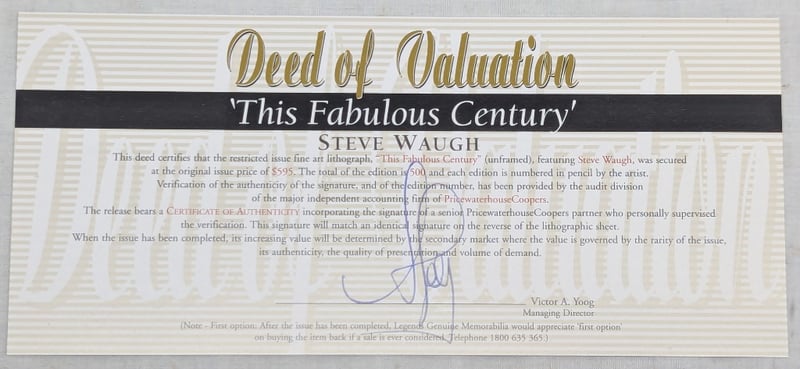 Deed of Valuation
'This Fabulous Century'
STEVE WAUGH
This deed certifies that the restricted issue fine art lithograph, "This Fabulous Century" (unframed), featuring Steve Waugh, was secured
at the original issue price of $595. The total of the edition is 500 and each edition is numbered in pencil by the artist.
Verification of the authenticity of the signature, and of the edition number, has been provided by the audit division
of the major independent accounting firm of PricewaterhouseCoopers.
The release bears a CERTIFICATE OF AUTHENTICITY incorporating the signature of a senior PricewaterhouseCoopers partner who personally supervised
the verification. This signature will match an identical signature on the reverse of the lithographic sheet.
When the issue has been completed, its increasing value will be determined by the secondary market where the value is governed by the rarity of the issue,
its authenticity, the quality of presentation and volume of demand.
Victor A. Yoog
Managing Director
(Note - First option: After the issue has been completed, Legends Genuine Memorabilia would appreciate 'first option'
on buying the item back if a sale is ever considered. Telephone 1800 635 365.)